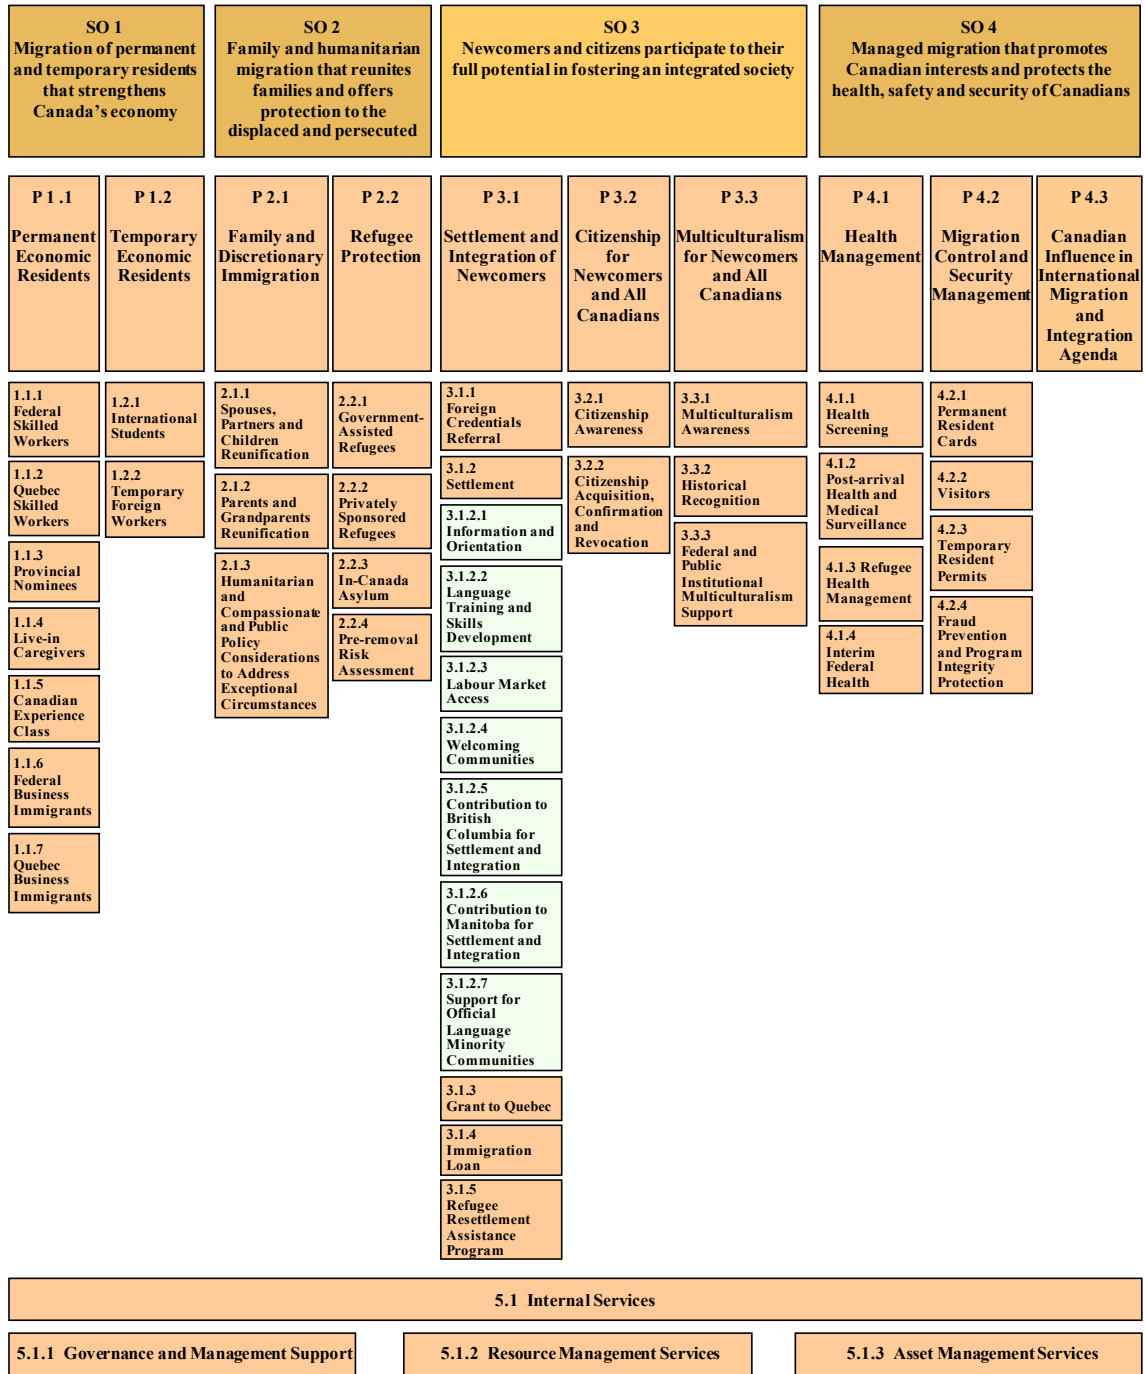 SO 1
Migration of permanent
and temporary residents
that strengthens
Canada's economy
SO 2
Family and humanitarian
migration that reunites
families and offers
protection to the
displaced and persecuted
SO 3
Newcomers and citizens participate to their
full potential in fostering an integrated society
SO 4
Managed migration that promotes
Canadian interests and protects the
health, safety and security of Canadians
P 1 .1
Permanent
Economic
Residents
P 1.2
Temporary
Economic
Residents
P 2.1
Family and
Discretionary
Immigration
P 2.2
Refugee
Protection
P 3.1
Settlement and
Integration of
Newcomers
P 3.2
Citizenship
for
Newcomers
and All
Canadians
P 3.3
Multiculturalism
for Newcomers
and All
Canadians
P 4.1
Health
Management
P 4.2
Migration
Control and
Security
Management
P 4.3
Canadian
Influence in
International
Migration
and
Integration
Agenda
1.1.1
Federal
Skilled
Workers
1.1.2
Quebec
Skilled
Workers
1.1.3
Provincial
Nominees
1.1.4
Live-in
Caregivers
1.1.5
Canadian
Experience
Class
1.1.6
Federal
Business
Immigrants
1.1.7
Quebec
Business
Immigrants
1.2.1
International
Students
1.2.2
Temporary
Foreign
Workers
2.1.1
Spouses,
Partners and
Children
Reunification
2.1.2
Parents and
Grandparents
Reunification
2.1.3
Humanitarian
and
Compassionate
and Public
Policy
Considerations
to Address
Exceptional
Circumstances
2.2.1
Government-
Assisted
Refugees
2.2.2
Privately
Sponsored
Refugees
2.2.3
In-Canada
Asylum
2.2.4
Pre-removal
Risk
Assessment
3.1.1
Foreign
Credentials
Referral
3.1.2
Settlement
3.1.2.1
Information and
Orientation
3.1.2.2
Language
Training and
Skills
Development
3.1.2.3
Labour Market
Access
3.1.2.4
Welcoming
Communities
3.1.2.5
Contribution to
British
Columbia for
Settlement and
Integration
3.1.2.6
Contribution to
Manitoba for
Settlement and
Integration
3.1.2.7
Support for
Official
Language
Minority
Communities
3.1.3
Grant to Quebec
3.1.4
Immigration
Loan
3.1.5
Refugee
Resettlement
Assistance
Program
3.2.1
Citizenship
Awareness
3.2.2
Citizenship
Acquisition,
Confirmation
and
Revocation
3.3.1
Multiculturalism
Awareness
3.3.2
Historical
Recognition
3.3.3
Federal and
Public
Institutional
Multiculturalism
Support
4.1.1
Health
Screening
4.1.2
Post-arrival
Health and
Medical
Surveillance
4.1.3 Refugee
Health
Management
4.1.4
Interim
Federal
Health
4.2.1
Permanent
Resident
Cards
4.2.2
Visitors
4.2.3
Temporary
Resident
Permits
4.2.4
Fraud
Prevention
and Program
Integrity
Protection
5.1 Internal Services
5.1.1 Governance and Management Support
5.1.2 Resource Management Services
5.1.3 Asset Management Services